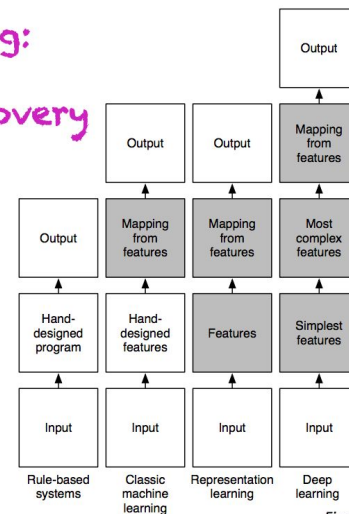 g:
overy
Output
Mapping
from
features
Most
complex
features
Simplest
features
Input
Deep
learning
Output
Mapping
from
features
Features
Input
Representation
learning
Output
Mapping
from
features
Hand-
designed
features
Input
Classic
machine
learning
Output
Hand-
designed
program
Input
Rule-based
systems